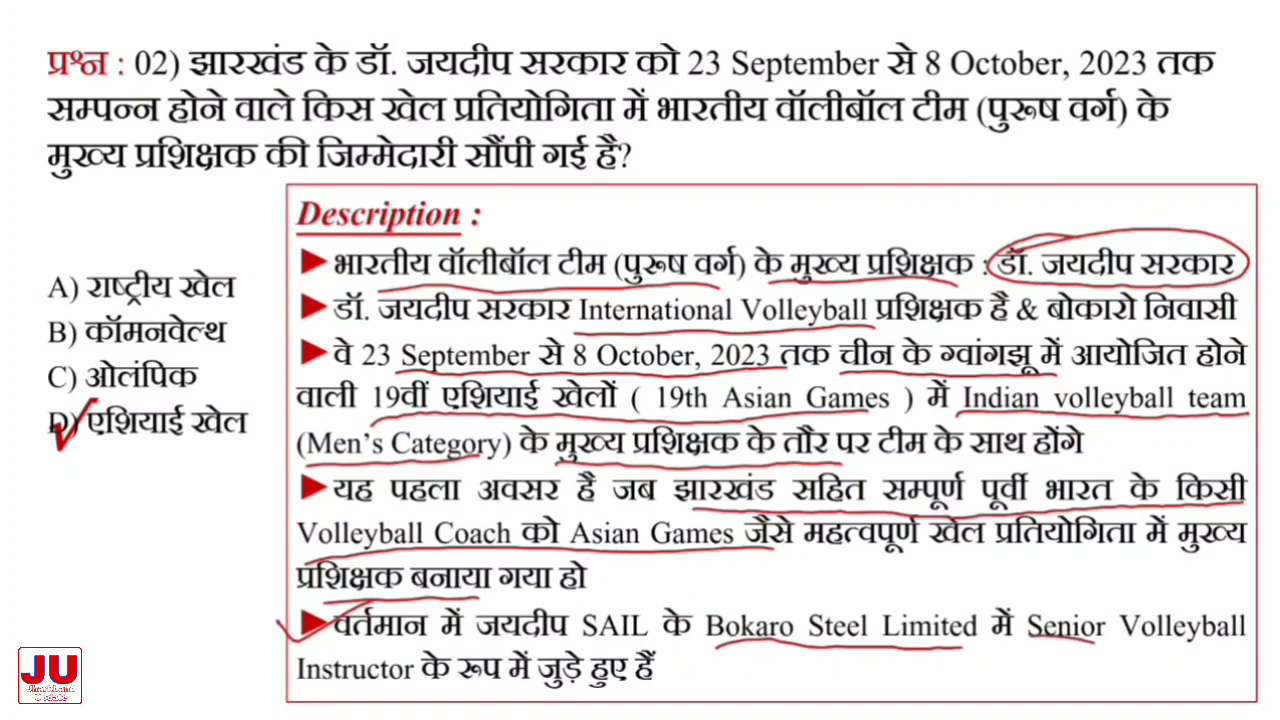 प्रश्न : 02) झारखंड के डॉ. जयदीप सरकार को 23 September से 8 October, 2023 तक
सम्पन्न होने वाले किस खेल प्रतियोगिता में भारतीय वॉलीबॉल टीम (पुरूष वर्ग) के
मुख्य प्रशिक्षक की जिम्मेदारी सौंपी गई है?
A) राष्ट्रीय खेल
B) कॉमनवेल्थ
C) ओलंपिक
D) एशियाई खेल
Description :
►भारतीय वॉलीबॉल टीम (पुरूष वर्ग) के मुख्य प्रशिक्षक : डॉ. जयदीप सरकार
►डॉ. जयदीप सरकार International Volleyball प्रशिक्षक है & बोकारो निवासी
►वे 23 September से 8 October, 2023 तक चीन के ग्वांगझू में आयोजित होने
वाली 19वीं एशियाई खेलों ( 19th Asian Games ) में Indian volleyball team
(Men’s Category) के मुख्य प्रशिक्षक के तौर पर टीम के साथ होंगे
►यह पहला अवसर है जब झारखंड सहित सम्पूर्ण पूर्वी भारत के किसी
Volleyball Coach को Asian Games जैसे महत्वपूर्ण खेल प्रतियोगिता में मुख्य
प्रशिक्षक बनाया गया हो
►वर्तमान में जयदीप SAIL के Bokaro Steel Limited में Senior Volleyball
Instructor के रूप में जुड़े हुए हैं
JU
Jharkhand
Update